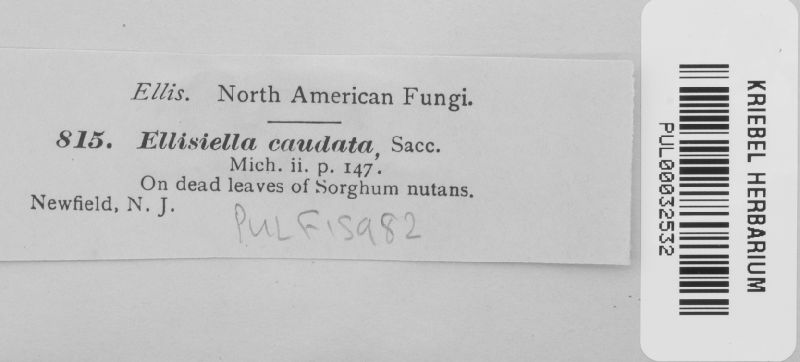 Ellis. North American Fungi.
815. Ellisiella caudata, Sacc.
Mich. ii. p. 147.
On dead leaves of Sorghum nutans.
Newfield, N. J.
PUL F15982
KRIEBEL HERBARIUM
PUL00032532